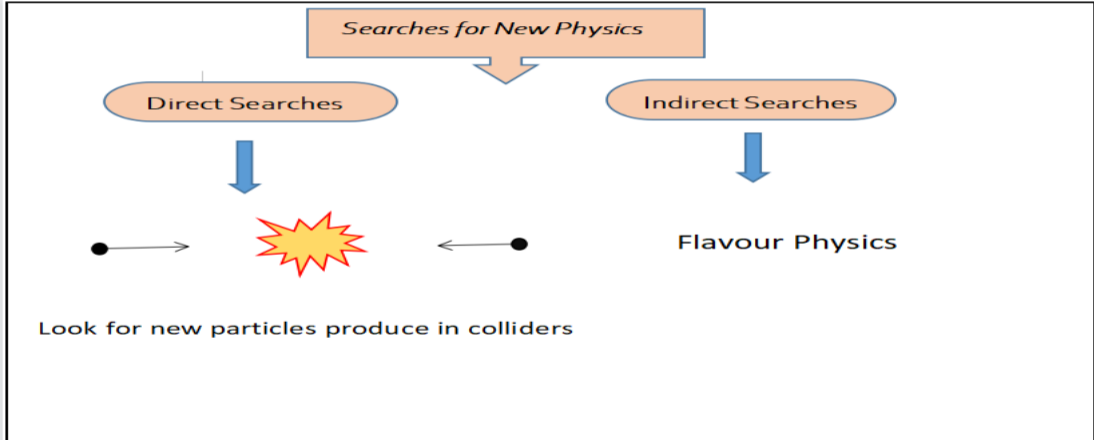 Searches for New Physics
Direct Searches
Indirect Searches
Flavour Physics
Look for new particles produce in colliders